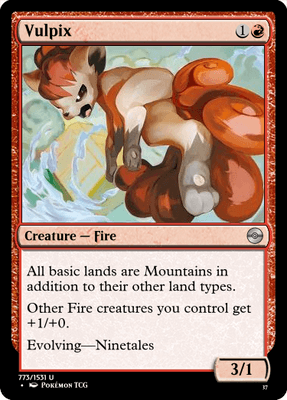 Vulpix 1
Creature — Fire
All basic lands are Mountains in
addition to their other land types.
Other Fire creatures you control get
+1/+0.
Evolving—Ninetales
3/1
773/1531 U
• Pokémon TCG
17